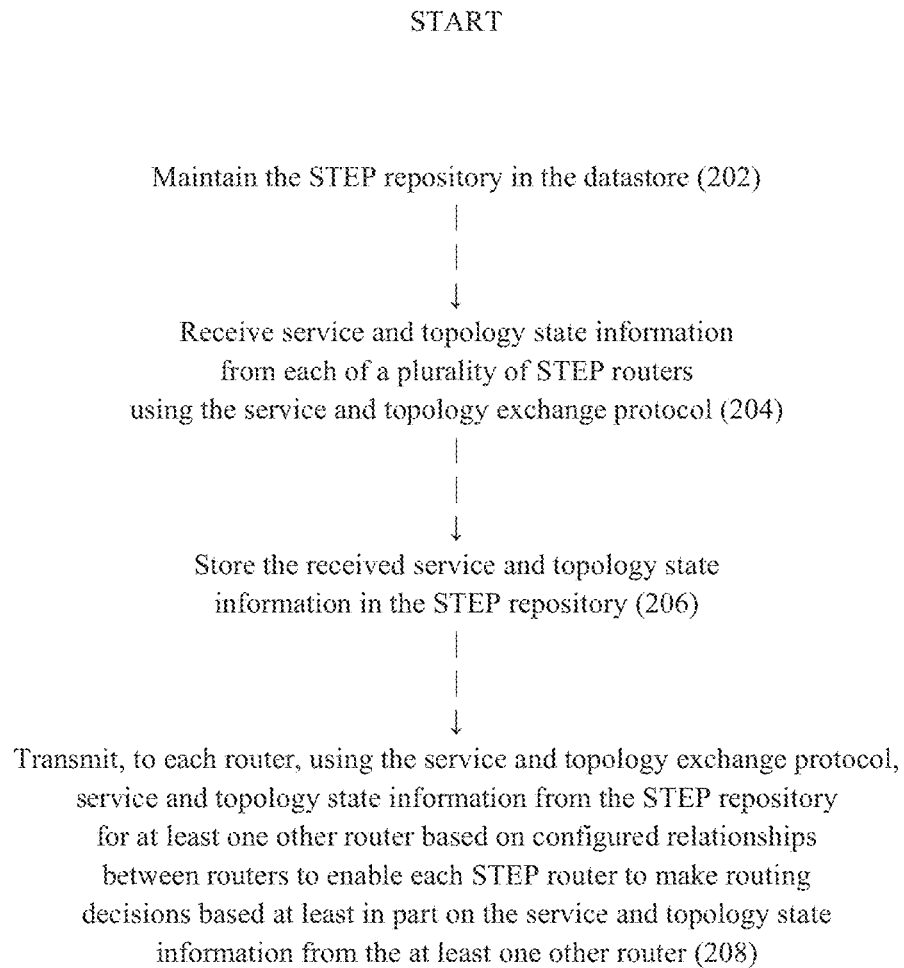 START
Maintain the STEP repository in the datastore (202)
Receive service and topology state information
from each of a plurality of STEP routers
using the service and topology exchange protocol (204)
Store the received service and topology state
information in the STEP repository (206)
Transmit, to each router, using the service and topology exchange protocol,
service and topology state information from the STEP repository
for at least one other router based on configured relationships
between routers to enable each STEP router to make routing
decisions based at least in part on the service and topology state
information from the at least one other router (208)